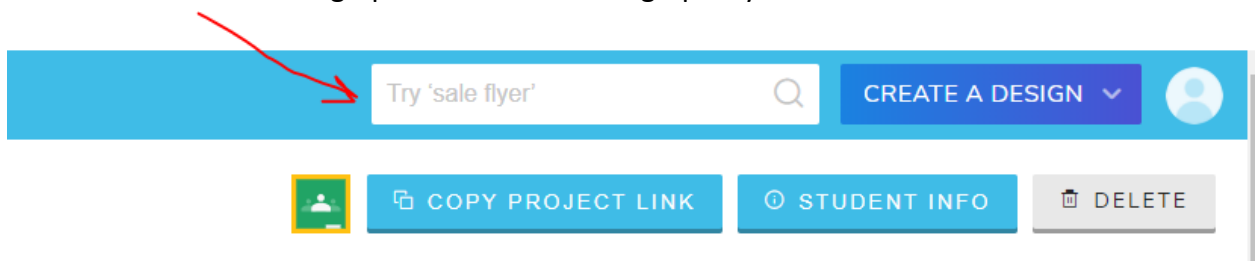 Try 'sale flyer'
CREATE A DESIGN
COPY PROJECT LINK
STUDENT INFO
DELETE